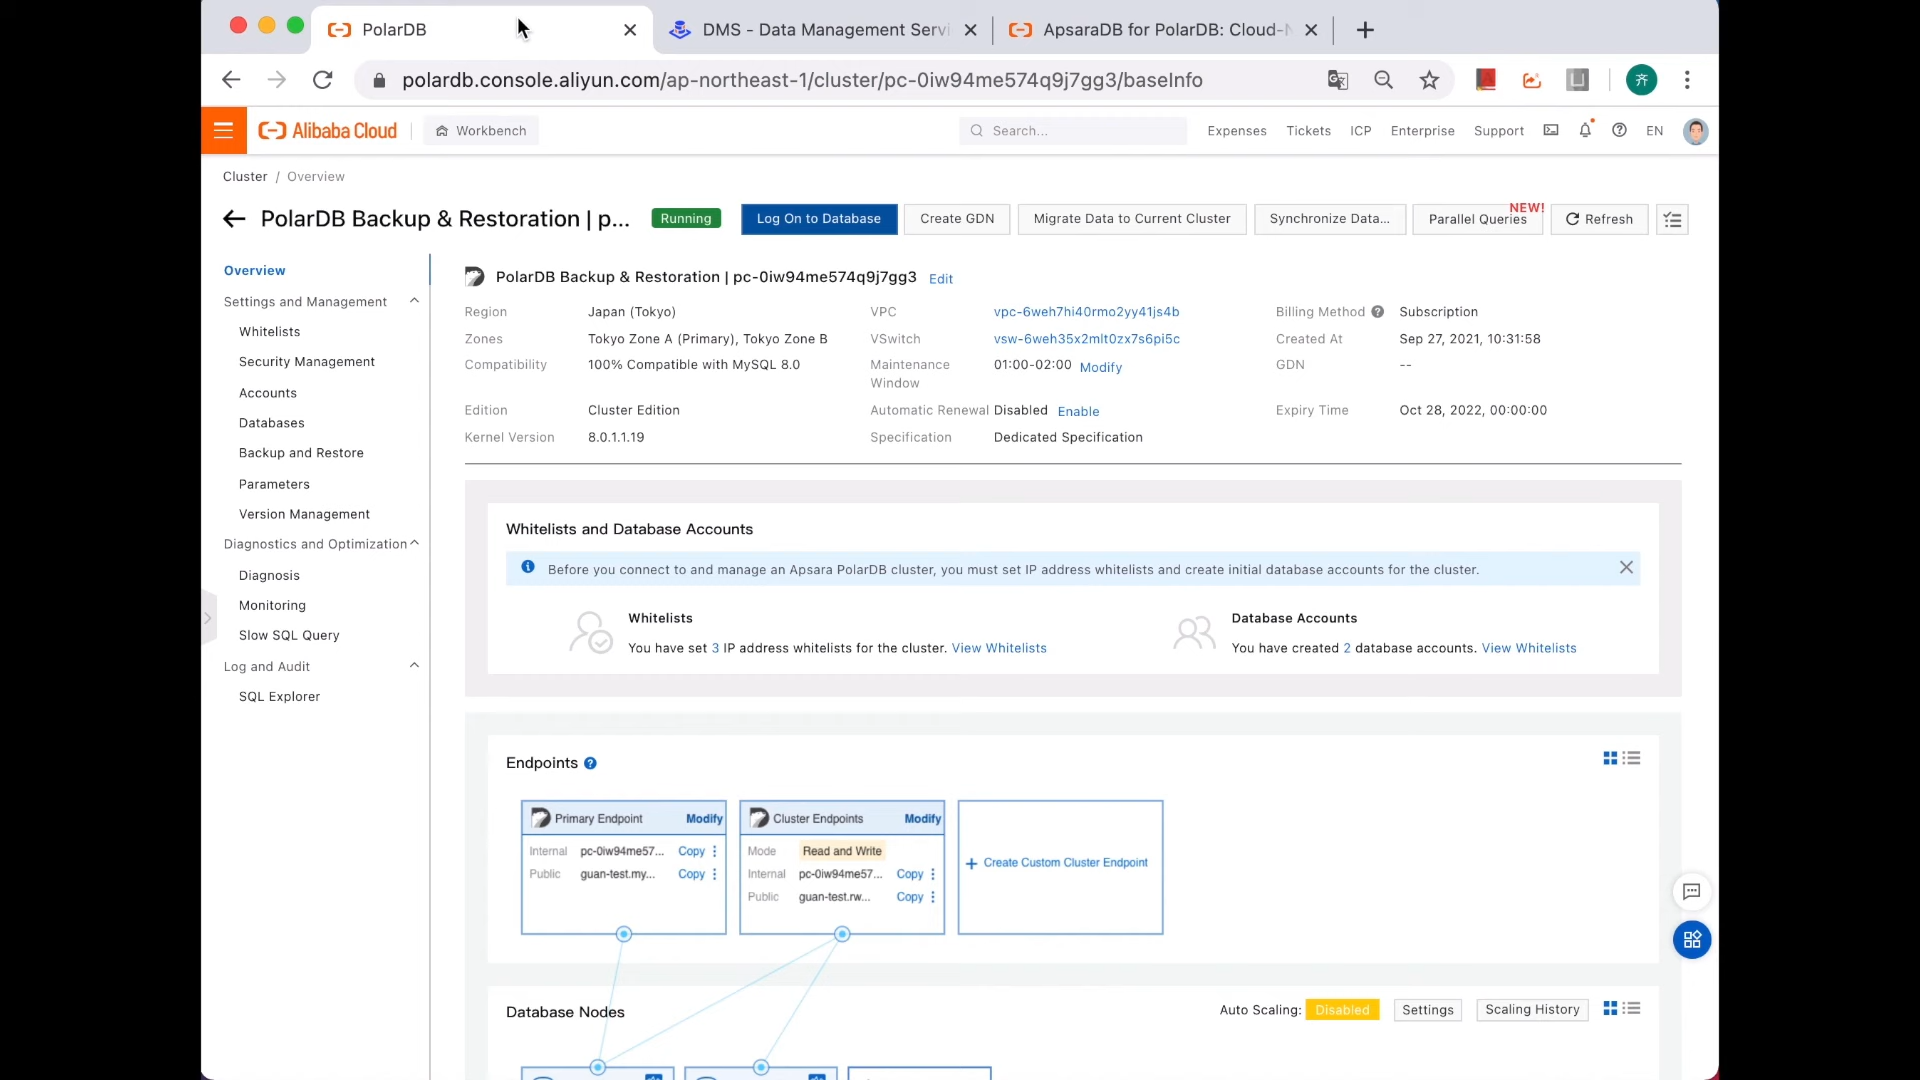 PolarDB
DMS - Data Management Servi
ApsaraDB for PolarDB: Cloud-N
polardb.console.aliyun.com/ap-northeast-1/cluster/pc-0iw94me574q9j7gg3/baseInfo
齐
Alibaba Cloud
Workbench
Search...
Expenses
Tickets
ICP
Enterprise
Support
EN
Cluster / Overview
PolarDB Backup & Restoration | p...
Running
Log On to Database
Create GDN
Migrate Data to Current Cluster
Synchronize Data...
Parallel Queries
NEW!
Refresh
Overview
Settings and Management
Whitelists
Security Management
Accounts
Databases
Backup and Restore
Parameters
Version Management
Diagnostics and Optimization
Diagnosis
Monitoring
Slow SQL Query
Log and Audit
SQL Explorer
PolarDB Backup & Restoration | pc-0iw94me574q9j7gg3 Edit
Region Japan (Tokyo) VPC vpc-6weh7hi40rmo2yy41js4b Billing Method Subscription
Zones Tokyo Zone A (Primary), Tokyo Zone B VSwitch vsw-6weh35x2mlt0zx7s6pi5c Created At Sep 27, 2021, 10:31:58
Compatibility 100% Compatible with MySQL 8.0 Maintenance Window 01:00-02:00 Modify GDN --
Edition Cluster Edition Automatic Renewal Disabled Enable Expiry Time Oct 28, 2022, 00:00:00
Kernel Version 8.0.1.1.19 Specification Dedicated Specification
Whitelists and Database Accounts
Before you connect to and manage an Apsara PolarDB cluster, you must set IP address whitelists and create initial database accounts for the cluster.
Whitelists
You have set 3 IP address whitelists for the cluster. View Whitelists
Database Accounts
You have created 2 database accounts. View Whitelists
Endpoints
Primary Endpoint Modify
Internal pc-0iw94me57... Copy
Public guan-test.my... Copy
Cluster Endpoints Modify
Mode Read and Write
Internal pc-0iw94me57... Copy
Public guan-test.rw... Copy
+ Create Custom Cluster Endpoint
Database Nodes
Auto Scaling: Disabled
Settings
Scaling History